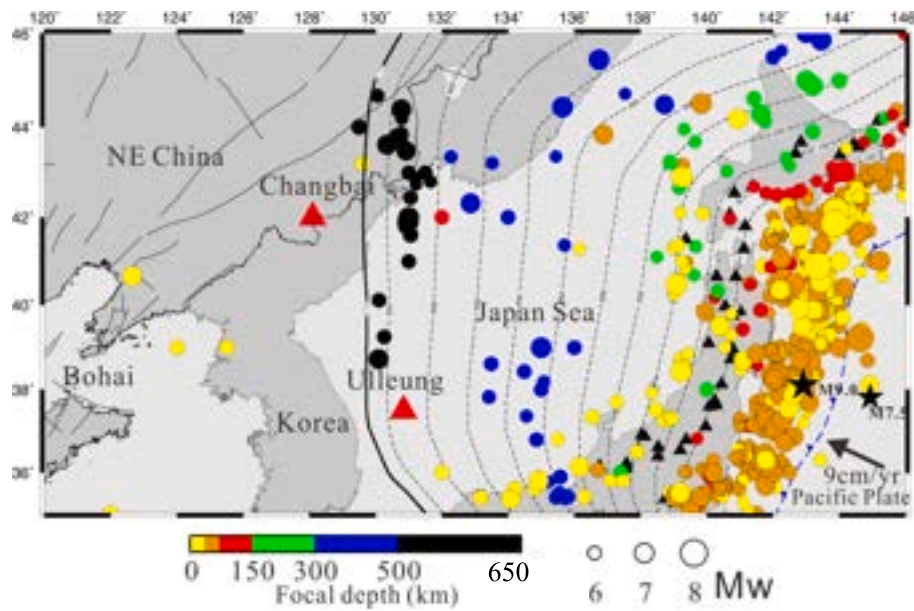 120° 122° 124° 126° 128° 130° 132° 134° 136° 138° 140° 142° 144° 146
46°
44°
NE China
Changbai
42°
40°
Japan Sea
Bohai
Ulleung
38°
M9.0
M7.5
Korea
36°
9cm/yr
Pacific Plate
0 150 300 500 650
Focal depth (km)
6 7 8 Mw